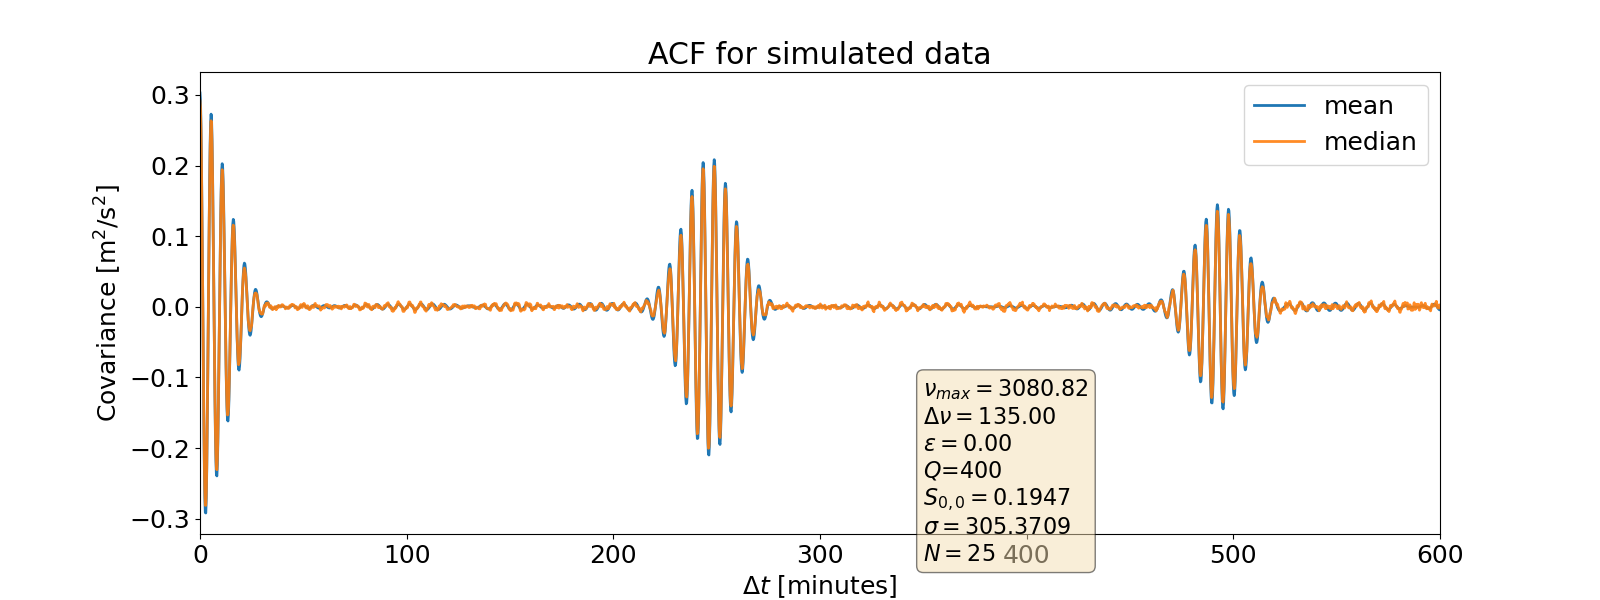 ACF for simulated data
mean
median
Covariance [m²/s²]
0.3
0.2
0.1
0.0
−0.1
−0.2
−0.3
ν_max = 3080.82
Δν = 135.00
ε = 0.00
Q=400
S_0,0 = 0.1947
σ = 305.3709
N = 25
0 100 200 300 400 500 600
Δt [minutes]